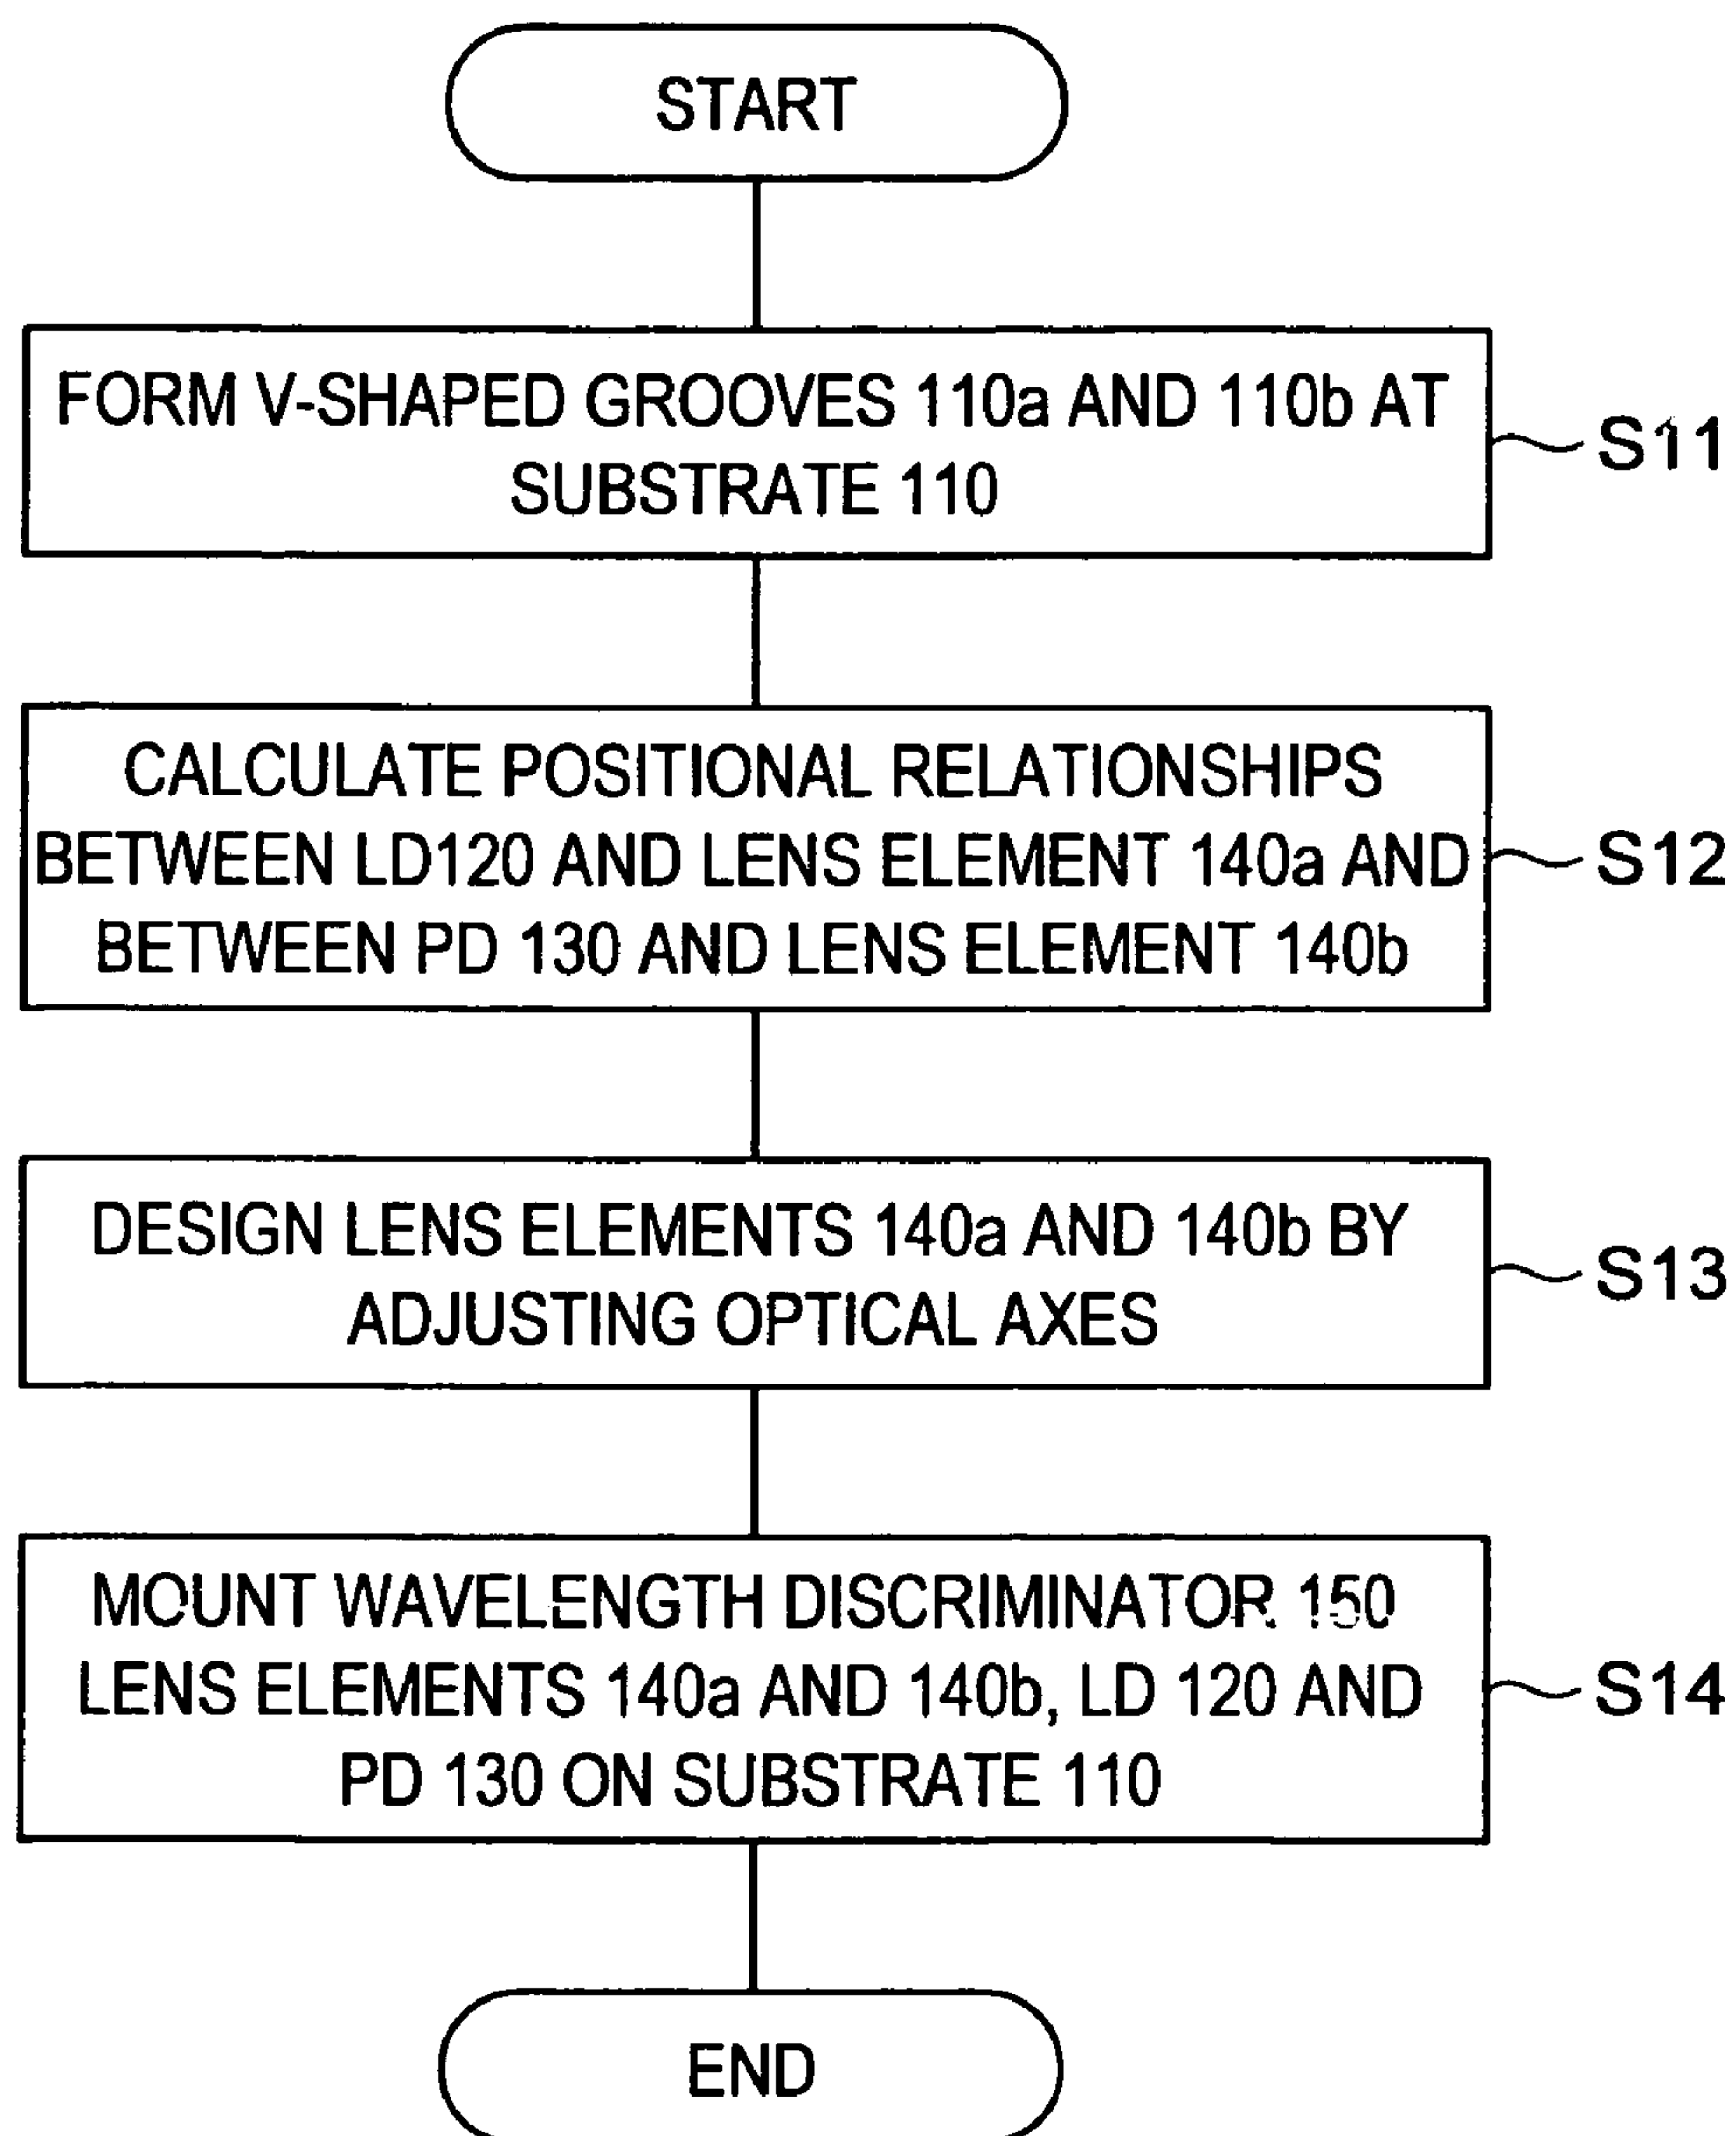 START
FORM V-SHAPED GROOVES 110a AND 110b AT
SUBSTRATE 110
S11
CALCULATE POSITIONAL RELATIONSHIPS
BETWEEN LD120 AND LENS ELEMENT 140a AND
BETWEEN PD 130 AND LENS ELEMENT 140b
S12
DESIGN LENS ELEMENTS 140a AND 140b BY
ADJUSTING OPTICAL AXES
S13
MOUNT WAVELENGTH DISCRIMINATOR 150
LENS ELEMENTS 140a AND 140b, LD 120 AND
PD 130 ON SUBSTRATE 110
S14
END